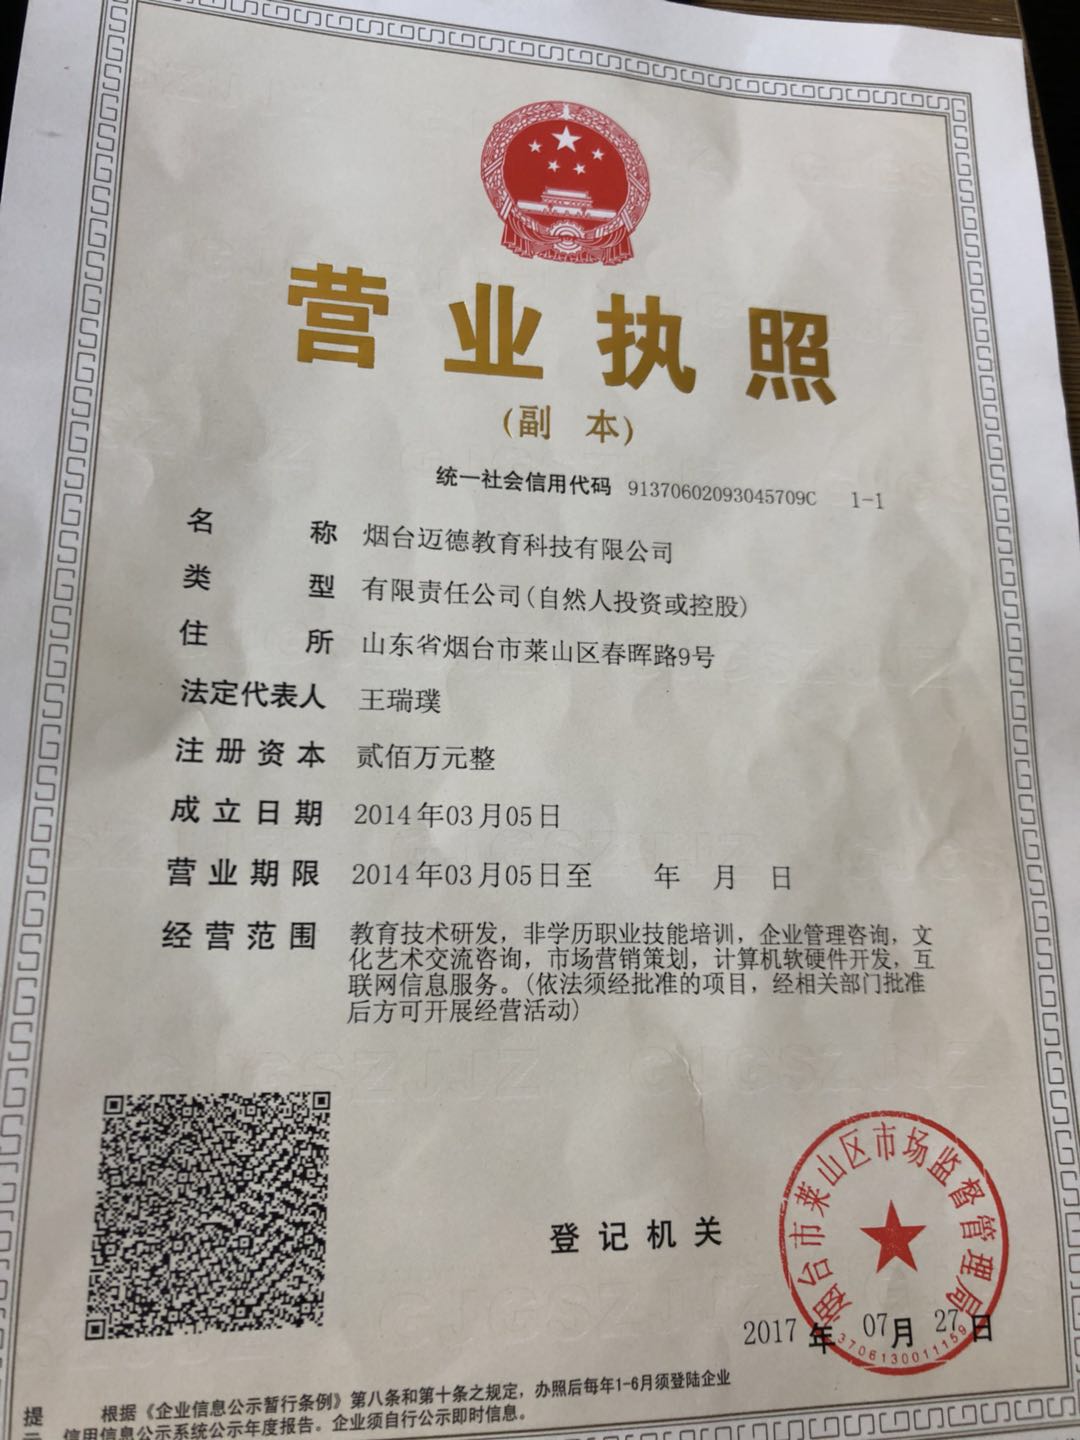 营业执照
(副 本)
统一社会信用代码 91370602093045709C 1-1
名 称 烟台迈德教育科技有限公司
类 型 有限责任公司(自然人投资或控股)
住 所 山东省烟台市莱山区春晖路9号
法定代表人 王瑞璞
注册资本 贰佰万元整
成立日期 2014年03月05日
营业期限 2014年03月05日至 年 月 日
经营范围 教育技术研发，非学历职业技能培训，企业管理咨询，文
化艺术交流咨询，市场营销策划，计算机软硬件开发，互
联网信息服务。(依法须经批准的项目，经相关部门批准
后方可开展经营活动)
登记机关
烟台市莱山区市场监督管理局
3706130011159
2017年07月27日
提 根据《企业信息公示暂行条例》第八条和第十条之规定，办照后每年1-6月须登陆企业
示 信用信息公示系统公示年度报告。企业须自行公示即时信息。